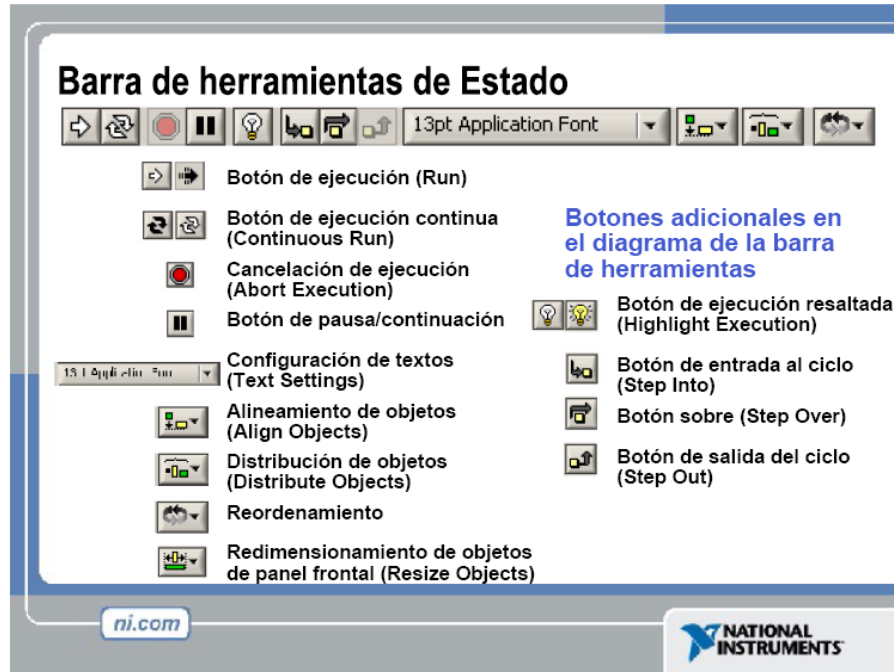 Barra de herramientas de Estado
13pt Application Font
Botón de ejecución (Run)
Botón de ejecución continua
(Continuous Run)
Cancelación de ejecución
(Abort Execution)
Botón de pausa/continuación
Configuración de textos
(Text Settings)
Alineamiento de objetos
(Align Objects)
Distribución de objetos
(Distribute Objects)
Reordenamiento
Redimensionamiento de objetos
de panel frontal (Resize Objects)
Botones adicionales en
el diagrama de la barra
de herramientas
Botón de ejecución resaltada
(Highlight Execution)
Botón de entrada al ciclo
(Step Into)
Botón sobre (Step Over)
Botón de salida del ciclo
(Step Out)
ni.com
NATIONAL
INSTRUMENTS